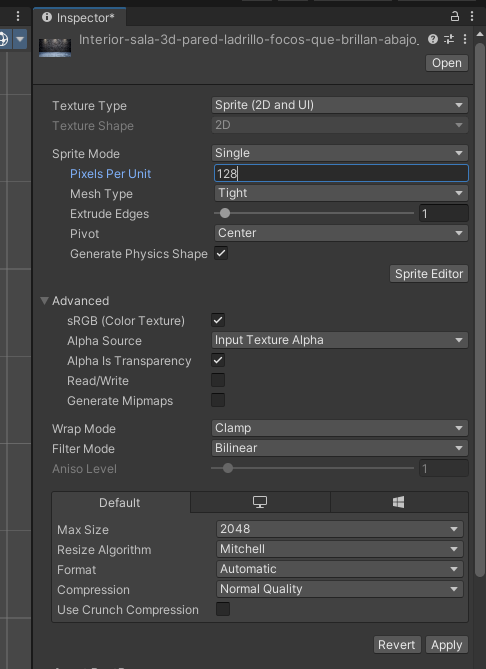 Inspector*
Interior-sala-3d-pared-ladrillo-focos-que-brillan-abajo_
Open
Texture Type Sprite (2D and UI)
Texture Shape 2D
Sprite Mode Single
Pixels Per Unit 128
Mesh Type Tight
Extrude Edges 1
Pivot Center
Generate Physics Shape
Sprite Editor
Advanced
sRGB (Color Texture)
Alpha Source Input Texture Alpha
Alpha Is Transparency
Read/Write
Generate Mipmaps
Wrap Mode Clamp
Filter Mode Bilinear
Aniso Level 1
Default
Max Size 2048
Resize Algorithm Mitchell
Format Automatic
Compression Normal Quality
Use Crunch Compression
Revert Apply